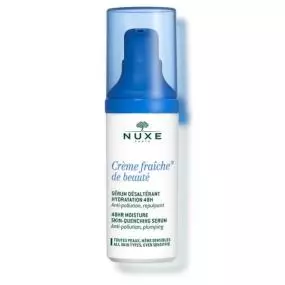 NUXE
PARIS
Crème fraîche®
de beauté
SÉRUM DÉSALTÉRANT
HYDRATATION 48H
Anti-pollution, repulpant
48HR MOISTURE
SKIN-QUENCHING SERUM
Anti-pollution, plumping
TOUTES PEAUX, MÊME SENSIBLES
ALL SKIN TYPES, EVEN SENSITIVE